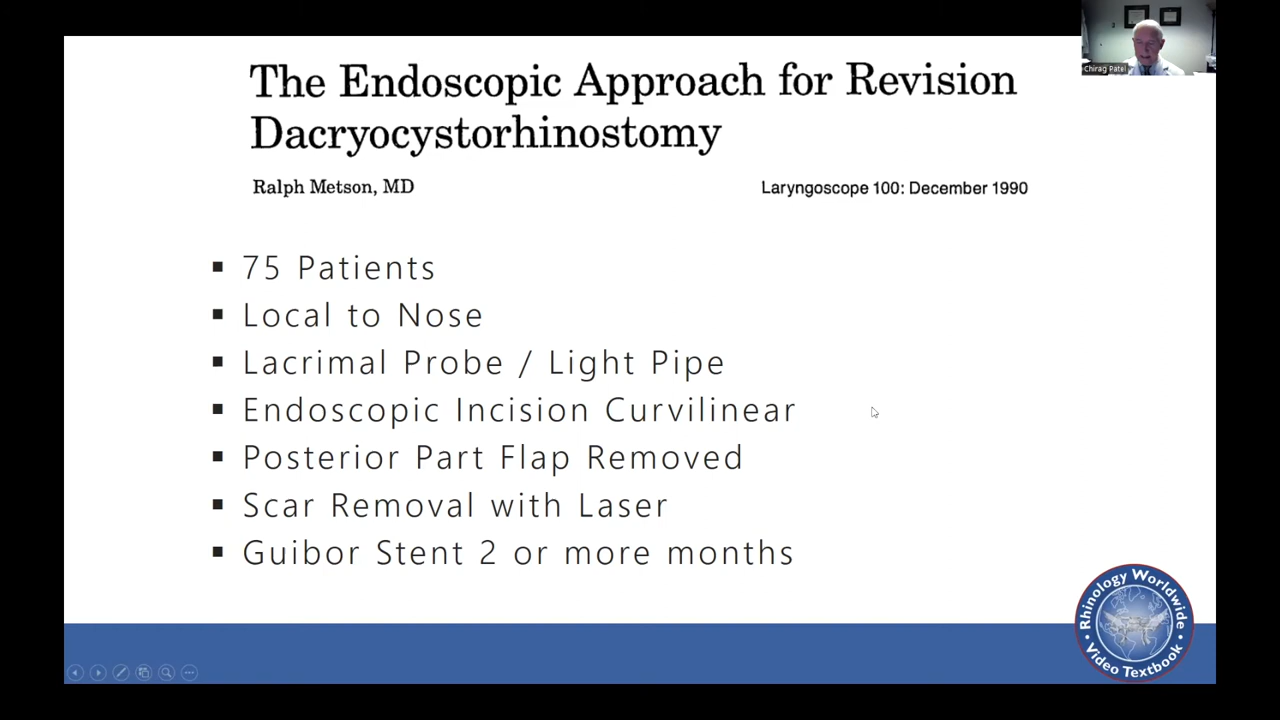 Chirag Patel
The Endoscopic Approach for Revision
Dacryocystorhinostomy
Ralph Metson, MD
Laryngoscope 100: December 1990
▪ 75 Patients
▪ Local to Nose
▪ Lacrimal Probe / Light Pipe
▪ Endoscopic Incision Curvilinear
▪ Posterior Part Flap Removed
▪ Scar Removal with Laser
▪ Guibor Stent 2 or more months
Rhinology Worldwide
• Video Textbook •